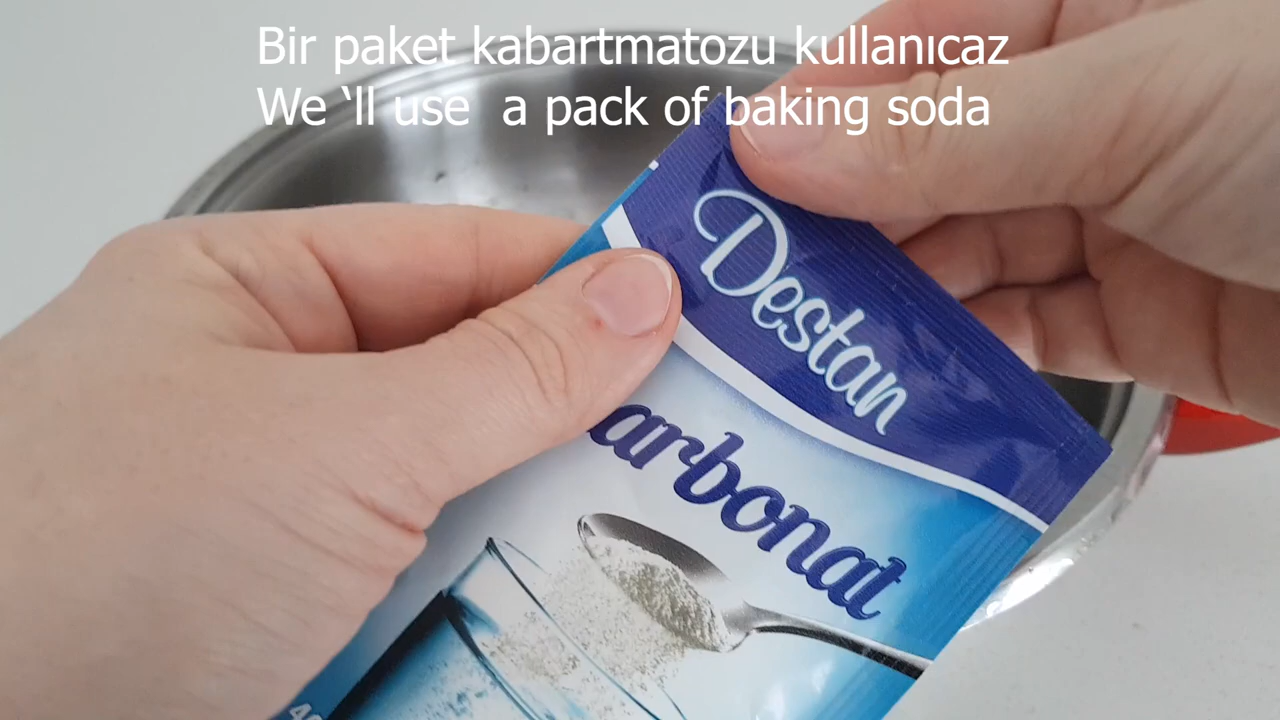 Bir paket kabartmatozu kullanıcaz
We ‘ll use  a pack of baking soda
Destan
arbonat